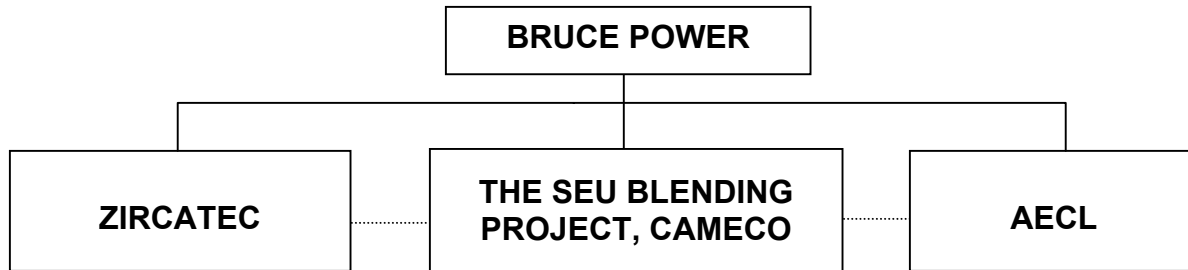 BRUCE POWER
ZIRCATEC
THE SEU BLENDING
PROJECT, CAMECO
AECL